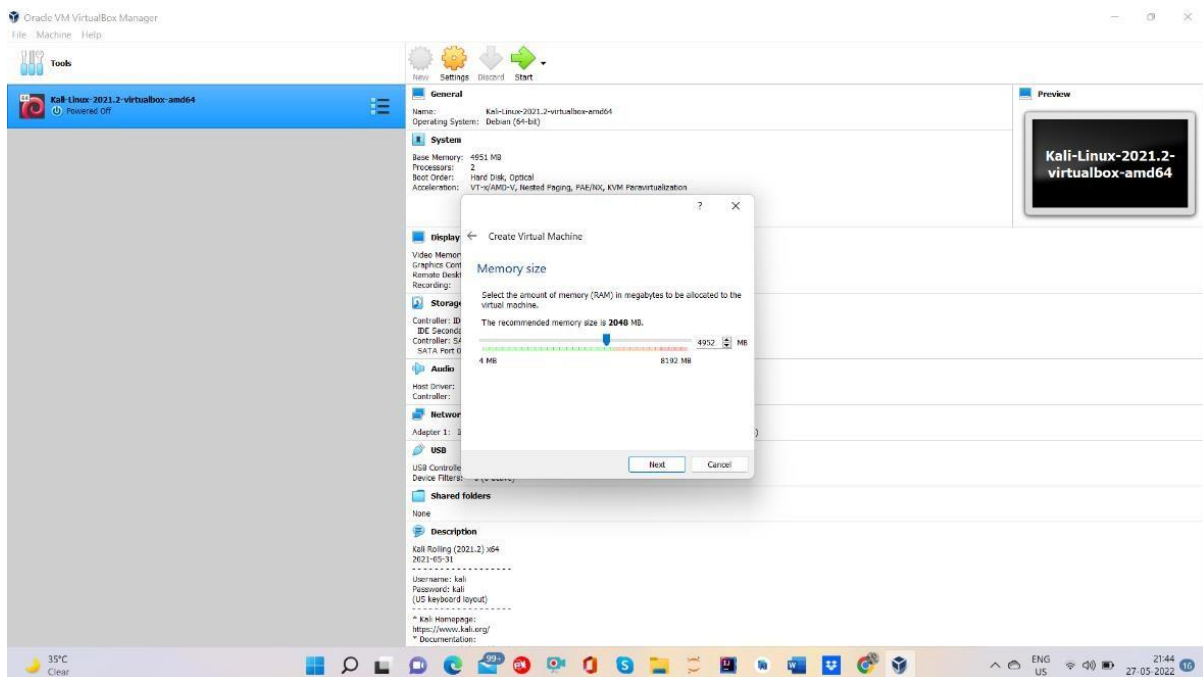 Oracle VM VirtualBox Manager
File Machine Help
Tools
New Settings Discard Start
Kali-Linux-2021.2-virtualbox-amd64
Powered Off
General
Name: Kali-Linux-2021.2-virtualbox-amd64
Operating System: Debian (64-bit)
System
Base Memory: 4951 MB
Processors: 2
Boot Order: Hard Disk, Optical
Acceleration: VT-x/AMD-V, Nested Paging, PAE/NX, KVM Paravirtualization
Display
Video Memor
Graphics Cont
Remote Deskt
Recording:
Storage
Controller: ID
IDE Seconda
Controller: SA
SATA Port 0
Audio
Host Driver:
Controller:
Networ
Adapter 1:
USB
USB Controlle
Device Filters:
Shared folders
None
Description
Kali Rolling (2021.2) x64
2021-05-31
- - - - - - - - - - - - - - - - - -
Username: kali
Password: kali
(US keyboard layout)
- - - - - - - - - - - - - - - - - -
* Kali Homepage:
https://www.kali.org/
* Documentation:
Preview
Kali-Linux-2021.2-
virtualbox-amd64
Create Virtual Machine
Memory size
Select the amount of memory (RAM) in megabytes to be allocated to the
virtual machine.
The recommended memory size is 2048 MB.
4952 MB
4 MB 8192 MB
Next Cancel
35°C
Clear
99+
ENG
US
21:44
27-05-2022
16